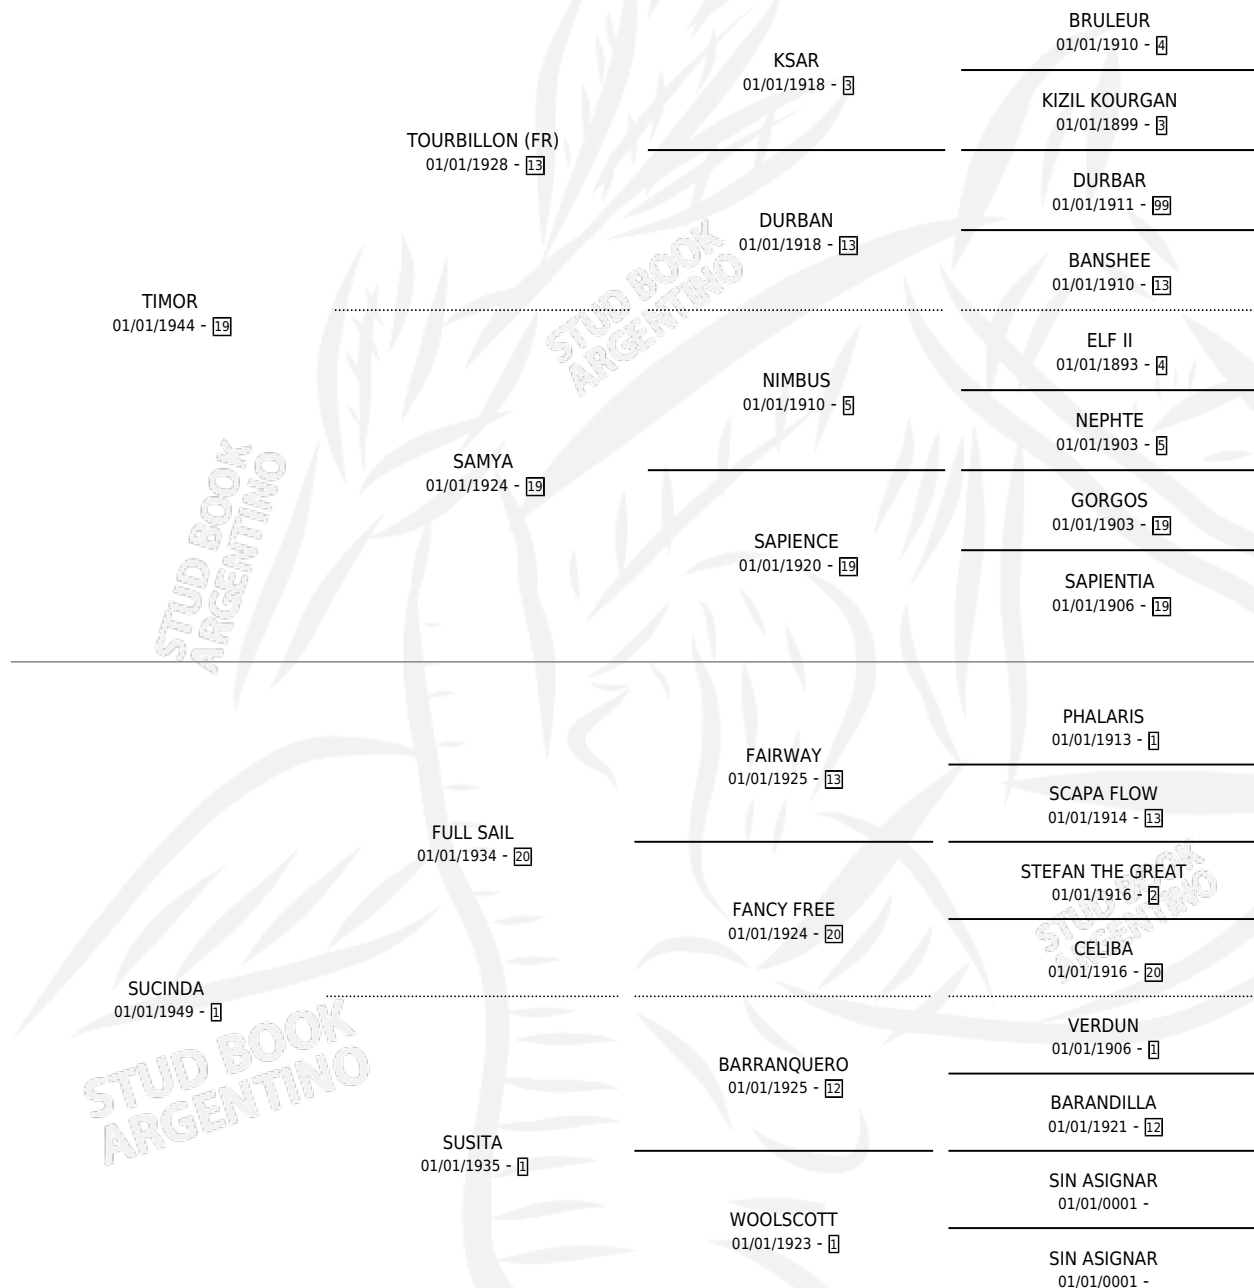 BRULEUR
01/01/1910 - 4
KSAR
01/01/1918 - 3
KIZIL KOURGAN
01/01/1899 - 3
TOURBILLON (FR)
01/01/1928 - 13
DURBAR
01/01/1911 - 99
DURBAN
01/01/1918 - 13
BANSHEE
01/01/1910 - 13
TIMOR
01/01/1944 - 19
ELF II
01/01/1893 - 4
NIMBUS
01/01/1910 - 5
NEPHTE
01/01/1903 - 5
SAMYA
01/01/1924 - 19
GORGOS
01/01/1903 - 19
SAPIENCE
01/01/1920 - 19
SAPIENTIA
01/01/1906 - 19
STUD BOOK
ARGENTINO
STUD BOOK
ARGENTINO
PHALARIS
01/01/1913 - 1
FAIRWAY
01/01/1925 - 13
SCAPA FLOW
01/01/1914 - 13
FULL SAIL
01/01/1934 - 20
STEFAN THE GREAT
01/01/1916 - 2
FANCY FREE
01/01/1924 - 20
CELIBA
01/01/1916 - 20
STUD BOOK
ARGENTINO
SUCINDA
01/01/1949 - 1
VERDUN
01/01/1906 - 1
BARRANQUERO
01/01/1925 - 12
BARANDILLA
01/01/1921 - 12
STUD BOOK
ARGENTINO
SUSITA
01/01/1935 - 1
SIN ASIGNAR
01/01/0001 -
WOOLSCOTT
01/01/1923 - 1
SIN ASIGNAR
01/01/0001 -